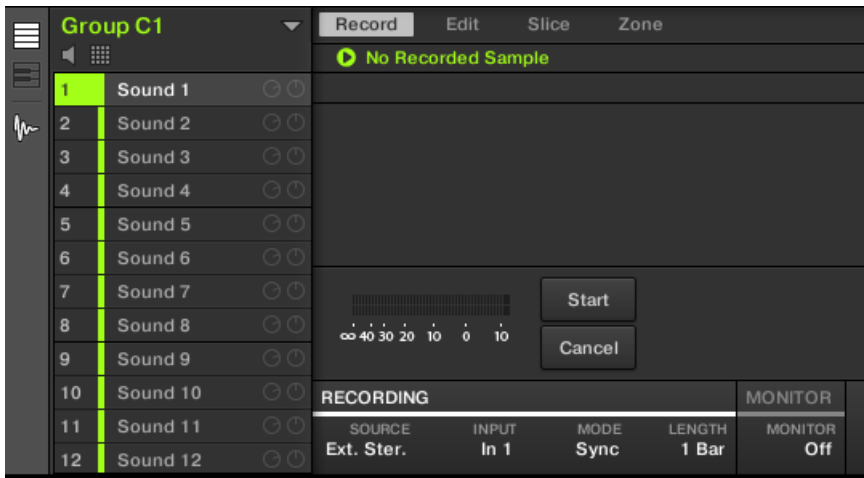 Group C1
Record Edit Slice Zone
No Recorded Sample
1 Sound 1
2 Sound 2
3 Sound 3
4 Sound 4
5 Sound 5
6 Sound 6
7 Sound 7
8 Sound 8
9 Sound 9
10 Sound 10
11 Sound 11
12 Sound 12
∞ 40 30 20 10 0 10
Start
Cancel
RECORDING MONITOR
SOURCE INPUT MODE LENGTH MONITOR
Ext. Ster. In 1 Sync 1 Bar Off